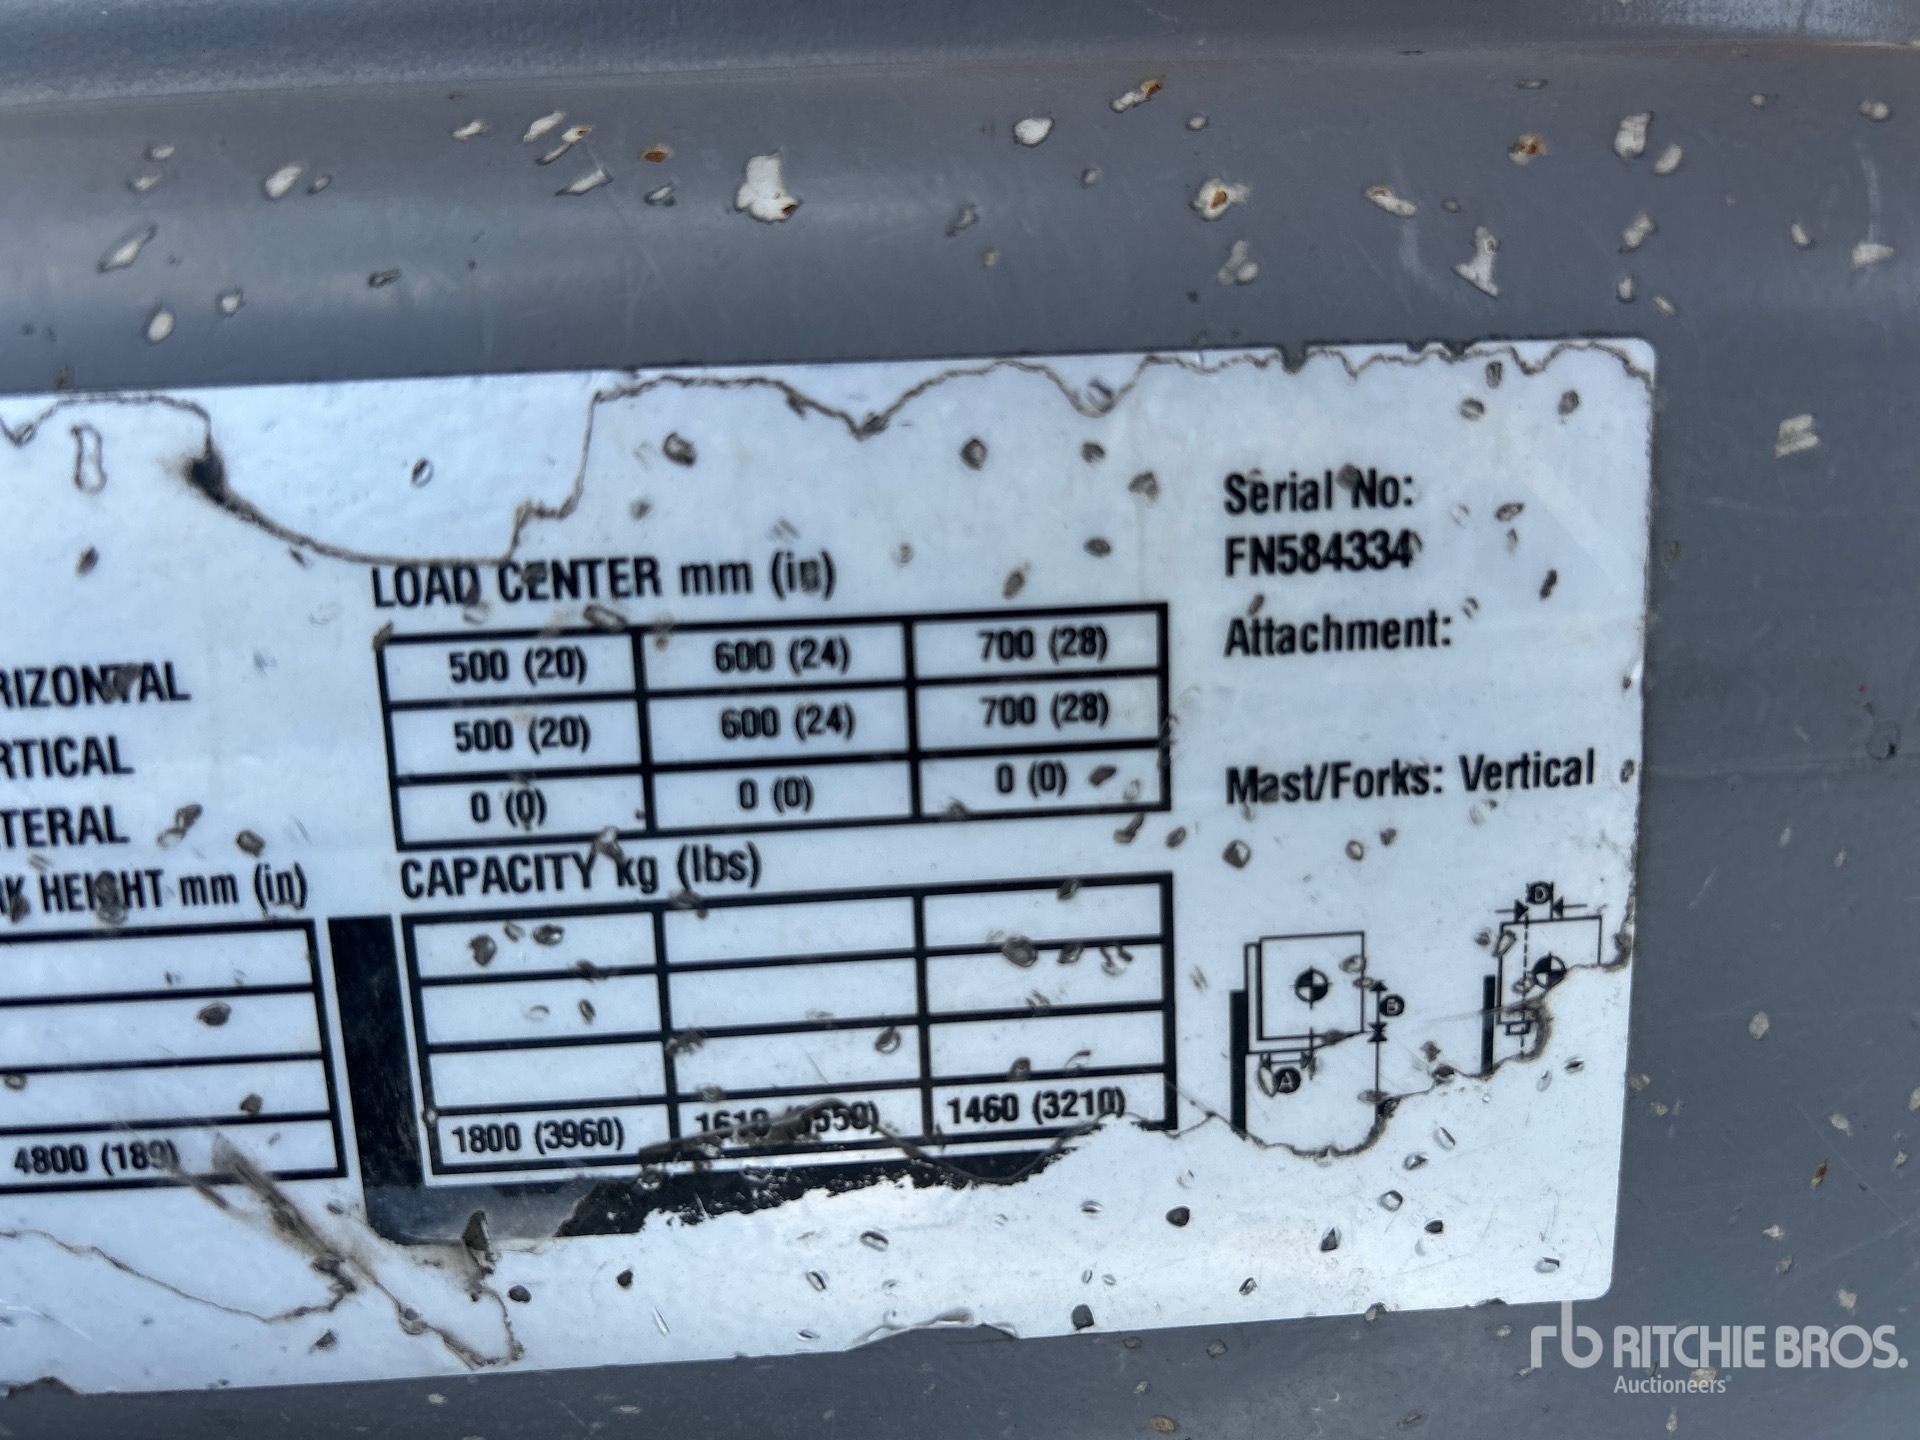 LOAD CENTER mm (in)
RIZONTAL 500 (20) 600 (24) 700 (28)
RTICAL 500 (20) 600 (24) 700 (28)
TERAL 0 (0) 0 (0) 0 (0)
RK HEIGHT mm (in) CAPACITY kg (lbs)
4800 (189) 1800 (3960) 1460 (3210)
Serial No:
FN584334
Attachment:
Mast/Forks: Vertical
A
B
D
rb RITCHIE BROS.
Auctioneers